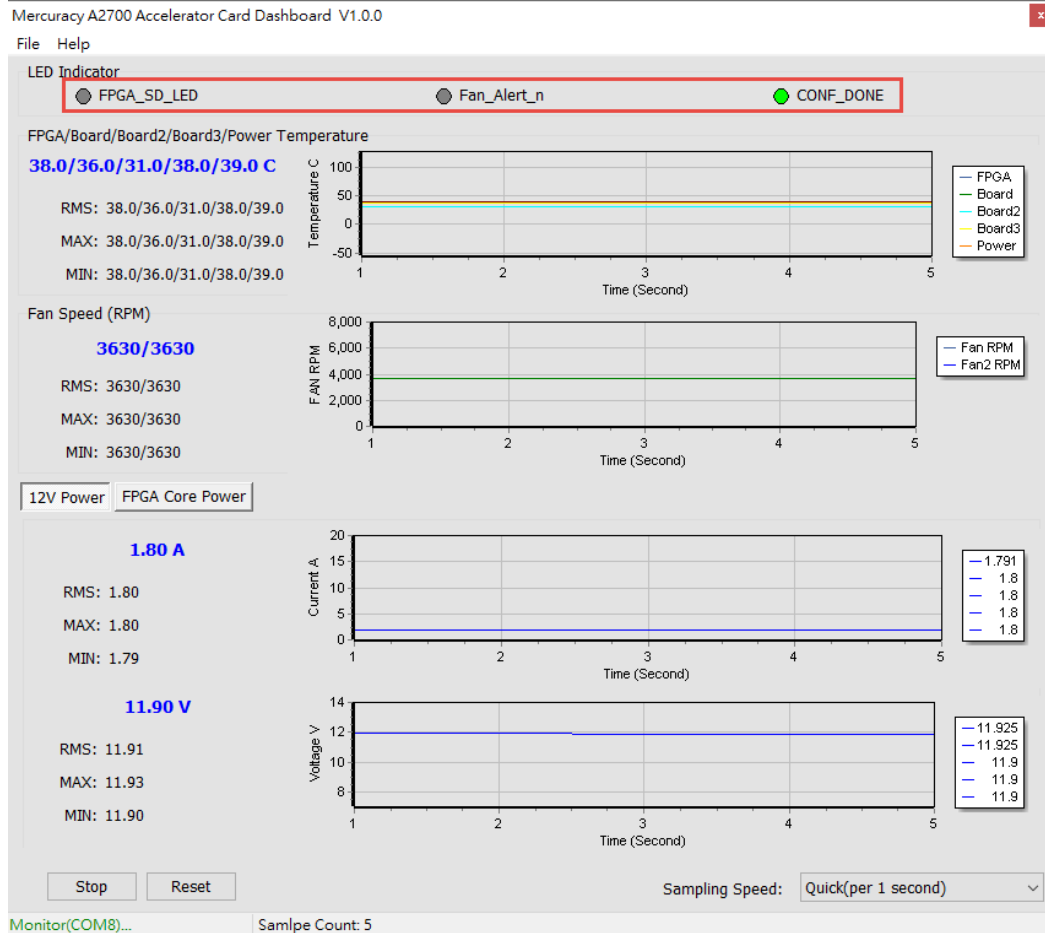 Mercuracy A2700 Accelerator Card Dashboard V1.0.0
x
File Help
LED Indicator
FPGA_SD_LED Fan_Alert_n CONF_DONE
FPGA/Board/Board2/Board3/Power Temperature
38.0/36.0/31.0/38.0/39.0 C
RMS: 38.0/36.0/31.0/38.0/39.0
MAX: 38.0/36.0/31.0/38.0/39.0
MIN: 38.0/36.0/31.0/38.0/39.0
Temperature C
100
50
0
-50
1 2 3 4 5
Time (Second)
FPGA
Board
Board2
Board3
Power
Fan Speed (RPM)
3630/3630
RMS: 3630/3630
MAX: 3630/3630
MIN: 3630/3630
FAN RPM
8,000
6,000
4,000
2,000
0
1 2 3 4 5
Time (Second)
Fan RPM
Fan2 RPM
12V Power FPGA Core Power
1.80 A
RMS: 1.80
MAX: 1.80
MIN: 1.79
Current A
20
15
10
5
0
1 2 3 4 5
Time (Second)
1.791
1.8
1.8
1.8
1.8
11.90 V
RMS: 11.91
MAX: 11.93
MIN: 11.90
Voltage V
14
12
10
8
1 2 3 4 5
Time (Second)
11.925
11.925
11.9
11.9
11.9
Stop Reset Sampling Speed: Quick(per 1 second)
Monitor(COM8)... Samlpe Count: 5